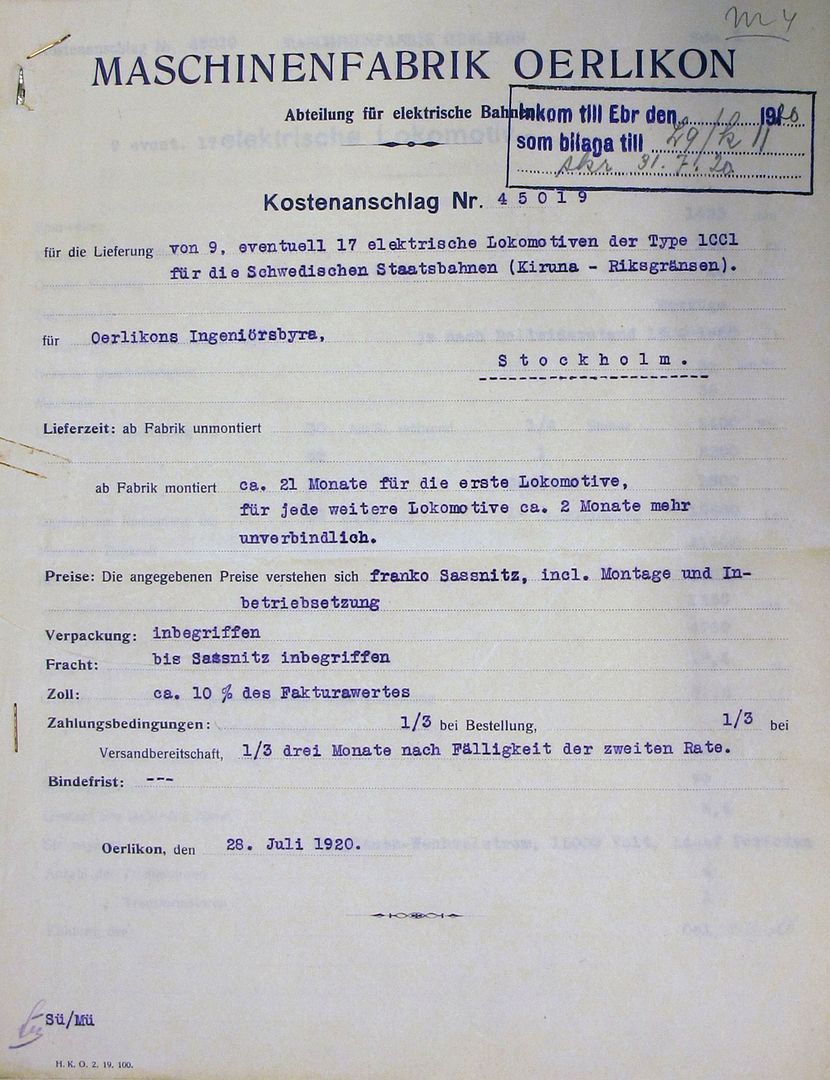 MASCHINENFABRIK OERLIKON
Abteilung für elektrische Bahnen
Inkom till Ebr den 1920
som bilaga till
skr. 31.7.20
Kostenanschlag Nr. 45019
für die Lieferung von 9, eventuell 17 elektrische Lokomotiven der Type 1CC1
für die Schwedischen Staatsbahnen (Kiruna - Riksgränsen).
für Oerlikons Ingeniörsbyra,
Stockholm.
Lieferzeit: ab Fabrik unmontiert
ab Fabrik montiert ca. 21 Monate für die erste Lokomotive,
für jede weitere Lokomotive ca. 2 Monate mehr
unverbindlich.
Preise: Die angegebenen Preise verstehen sich franko Sassnitz, incl. Montage und In-
betriebsetzung
Verpackung: inbegriffen
Fracht: bis Sassnitz inbegriffen
Zoll: ca. 10 % des Fakturawertes
Zahlungsbedingungen: 1/3 bei Bestellung, 1/3 bei
Versandbereitschaft, 1/3 drei Monate nach Fälligkeit der zweiten Rate.
Bindefrist: ---
Oerlikon, den 28. Juli 1920.
Sü/Mü
H. K. O. 2. 19. 100.